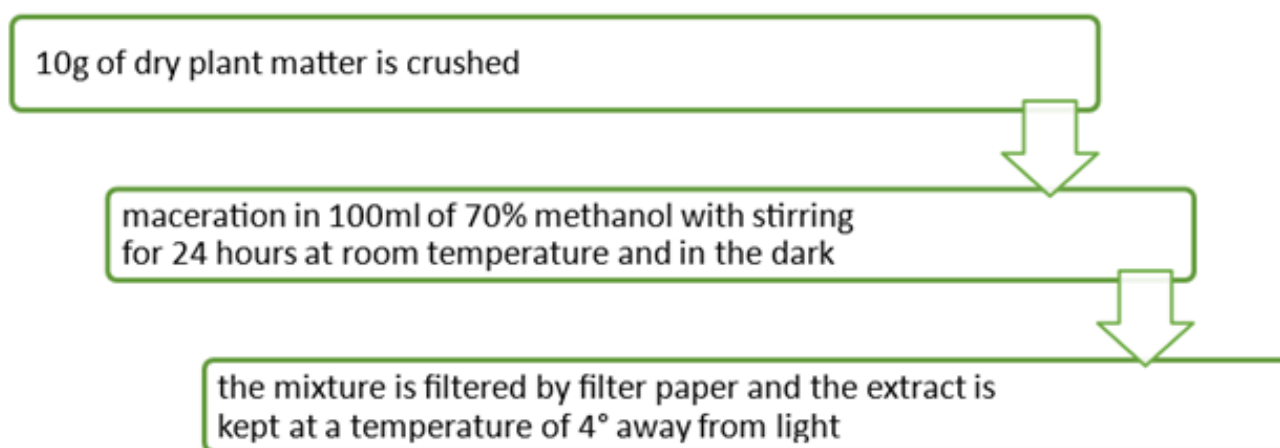 10g of dry plant matter is crushed
maceration in 100ml of 70% methanol with stirring
for 24 hours at room temperature and in the dark
the mixture is filtered by filter paper and the extract is
kept at a temperature of 4° away from light